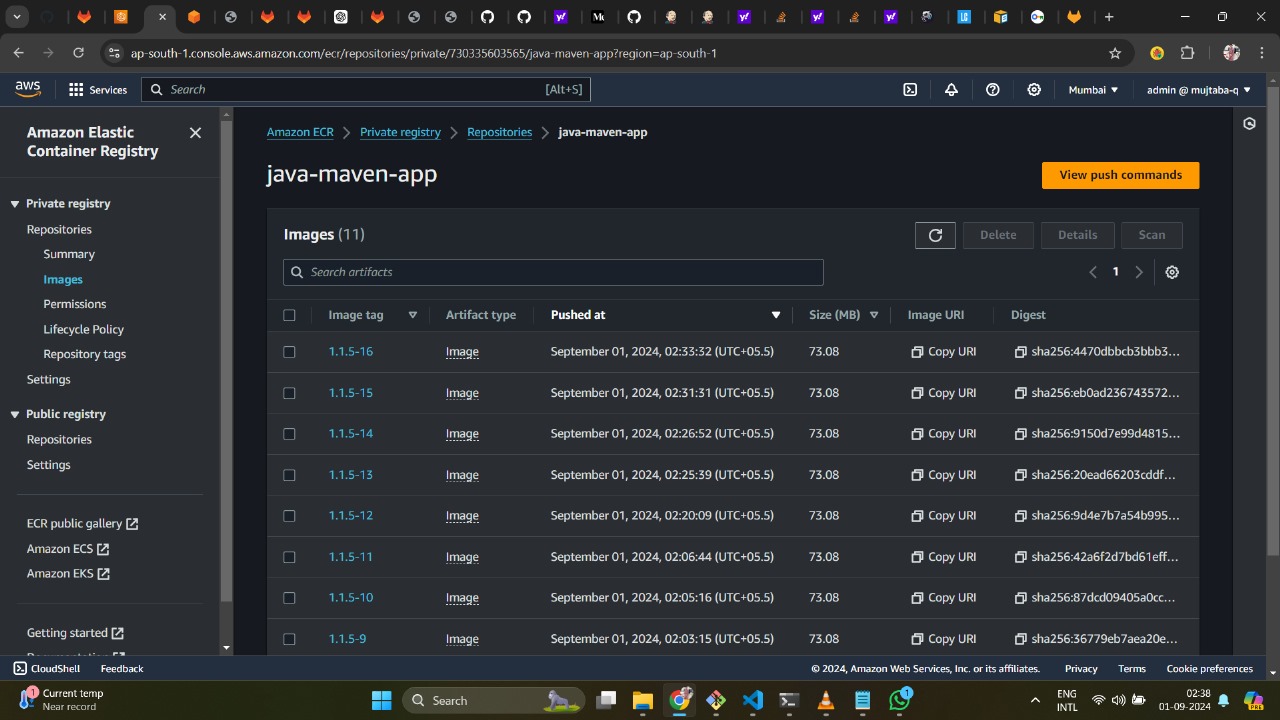 ap-south-1.console.aws.amazon.com/ecr/repositories/private/730335603565/java-maven-app?region=ap-south-1
aws Services Search [Alt+S] Mumbai admin @ mujtaba-q
Amazon Elastic
Container Registry
Private registry
Repositories
Summary
Images
Permissions
Lifecycle Policy
Repository tags
Settings
Public registry
Repositories
Settings
ECR public gallery
Amazon ECS
Amazon EKS
Getting started
Amazon ECR Private registry Repositories java-maven-app
java-maven-app View push commands
Images (11) Delete Details Scan
Search artifacts 1
Image tag Artifact type Pushed at Size (MB) Image URI Digest
1.1.5-16 Image September 01, 2024, 02:33:32 (UTC+05.5) 73.08 Copy URI sha256:4470dbbcb3bbb3...
1.1.5-15 Image September 01, 2024, 02:31:31 (UTC+05.5) 73.08 Copy URI sha256:eb0ad236743572...
1.1.5-14 Image September 01, 2024, 02:26:52 (UTC+05.5) 73.08 Copy URI sha256:9150d7e99d4815...
1.1.5-13 Image September 01, 2024, 02:25:39 (UTC+05.5) 73.08 Copy URI sha256:20ead66203cddf...
1.1.5-12 Image September 01, 2024, 02:20:09 (UTC+05.5) 73.08 Copy URI sha256:9d4e7b7a54b995...
1.1.5-11 Image September 01, 2024, 02:06:44 (UTC+05.5) 73.08 Copy URI sha256:42a6f2d7bd61eff...
1.1.5-10 Image September 01, 2024, 02:05:16 (UTC+05.5) 73.08 Copy URI sha256:87dcd09405a0cc...
1.1.5-9 Image September 01, 2024, 02:03:15 (UTC+05.5) 73.08 Copy URI sha256:36779eb7aea20e...
CloudShell Feedback © 2024, Amazon Web Services, Inc. or its affiliates. Privacy Terms Cookie preferences
1 Current temp
Near record
Search
1
ENG
INTL
02:38
01-09-2024
PRE